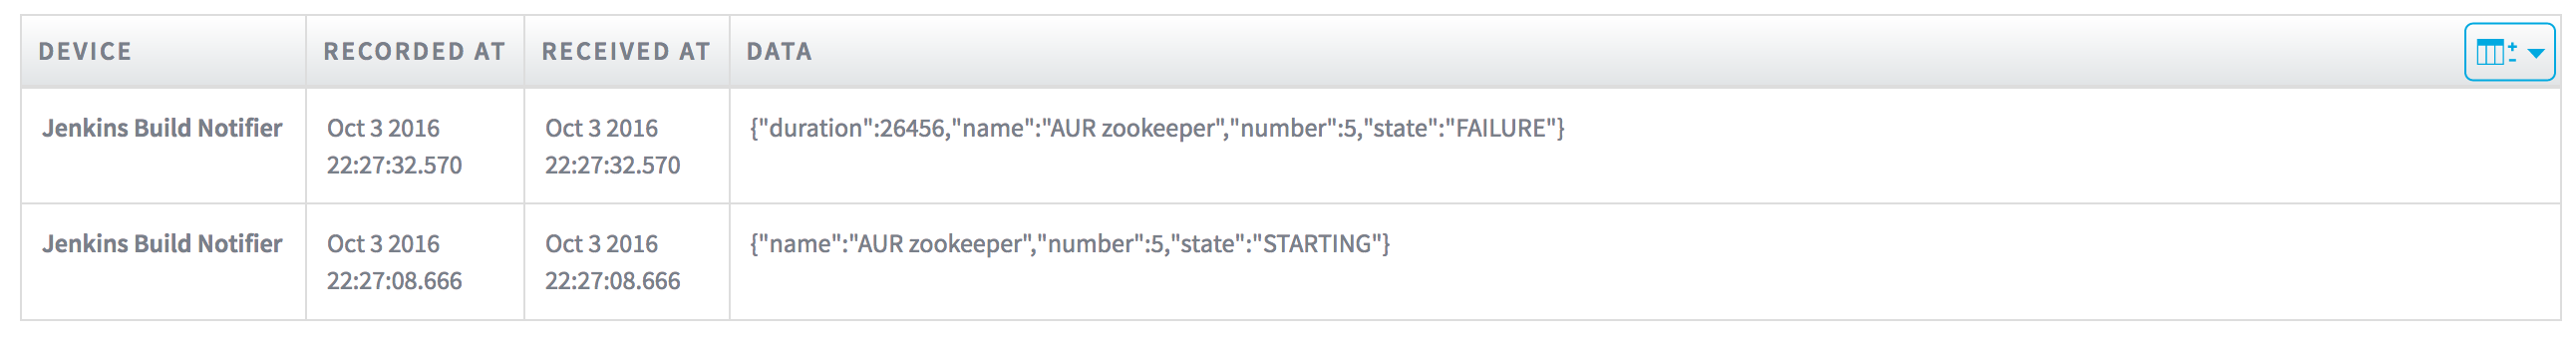 DEVICE RECORDED AT RECEIVED AT DATA
Jenkins Build Notifier Oct 3 2016 Oct 3 2016 {"duration":26456,"name":"AUR zookeeper","number":5,"state":"FAILURE"}
22:27:32.570 22:27:32.570
Jenkins Build Notifier Oct 3 2016 Oct 3 2016 {"name":"AUR zookeeper","number":5,"state":"STARTING"}
22:27:08.666 22:27:08.666